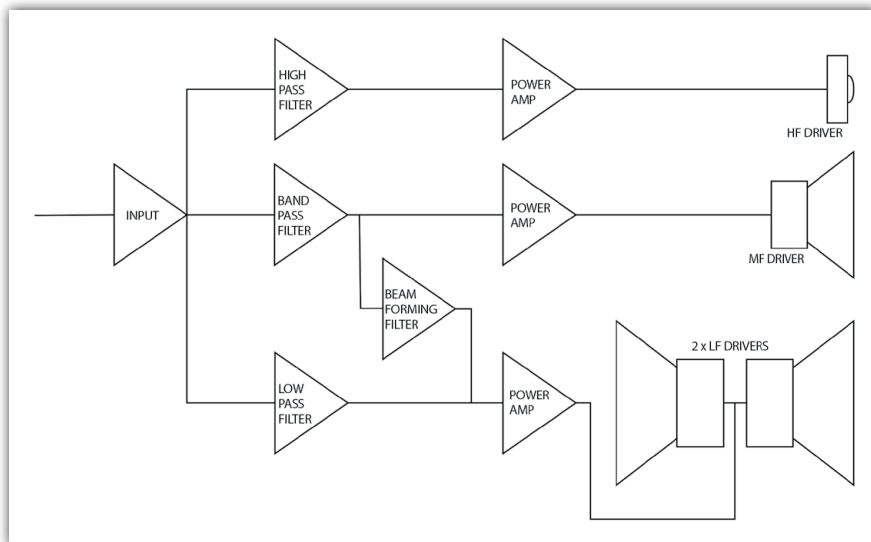 HIGH
PASS
FILTER
POWER
AMP
HF DRIVER
INPUT
BAND
PASS
FILTER
POWER
AMP
MF DRIVER
BEAM
FORMING
FILTER
2 x LF DRIVERS
LOW
PASS
FILTER
POWER
AMP